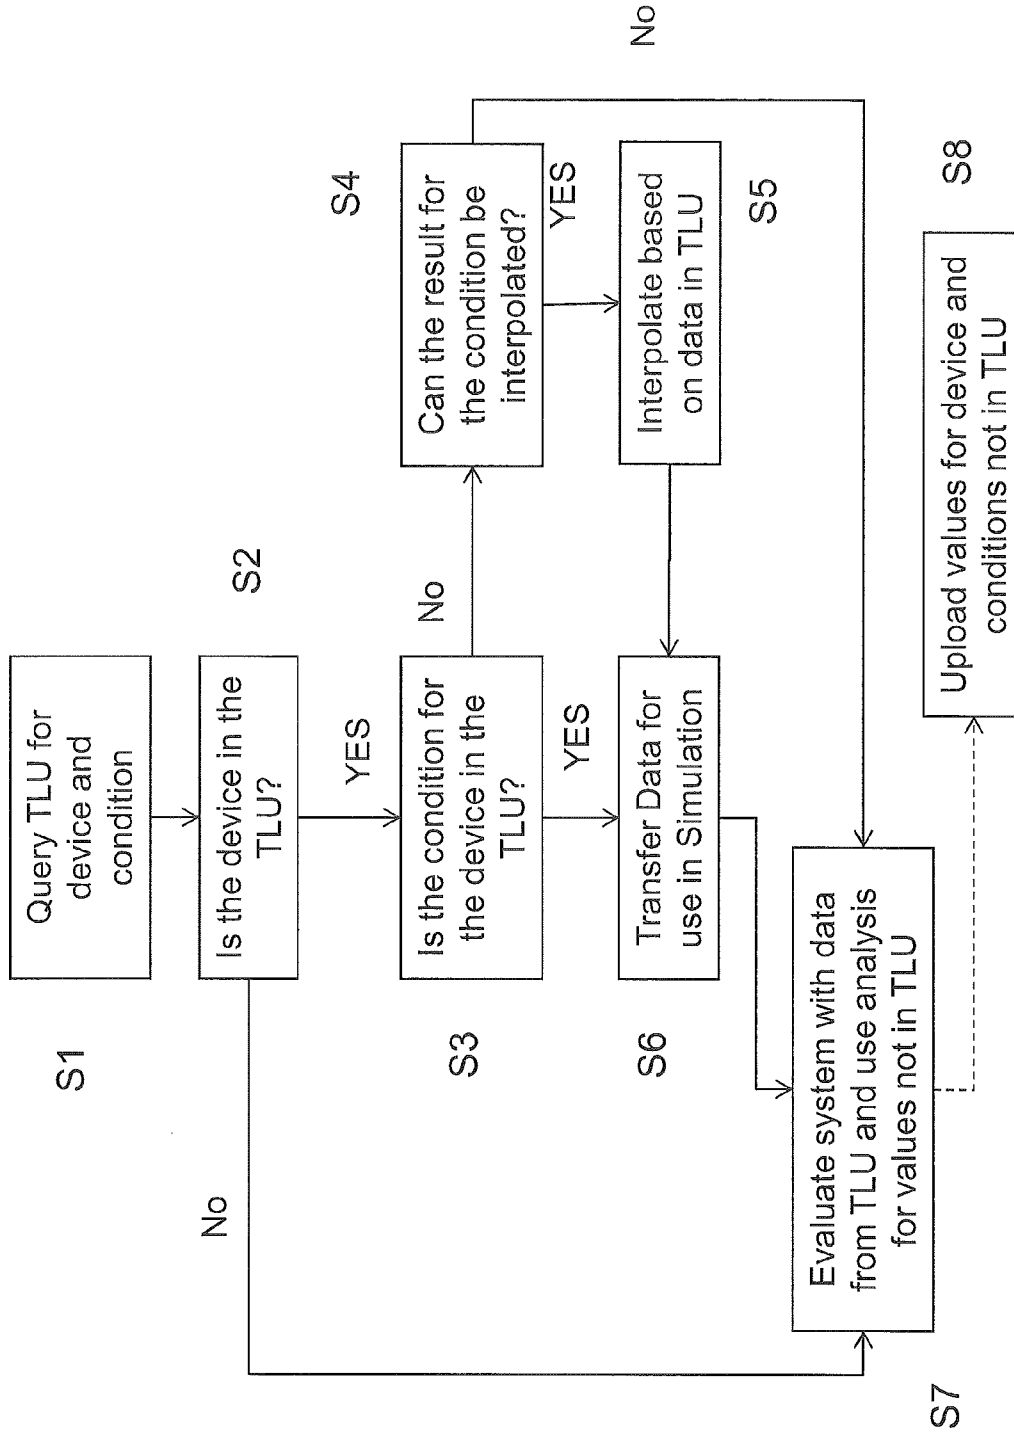 S1
Query TLU for
device and
condition
S2
Is the device in the
TLU?
No
YES
S3
Is the condition for
the device in the
TLU?
No
YES
S4
Can the result for
the condition be
interpolated?
YES
No
S5
Interpolate based
on data in TLU
S6
Transfer Data for
use in Simulation
S7
Evaluate system with data
from TLU and use analysis
for values not in TLU
S8
Upload values for device and
conditions not in TLU